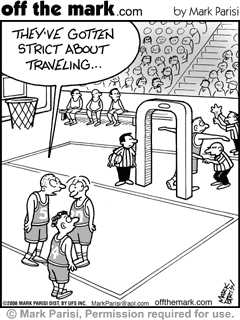 off the mark.com by Mark Parisi
THEY'VE GOTTEN
STRICT ABOUT
TRAVELING...
©2008 MARK PARISI DIST. BY UFS INC. MarkParisi@aol.com offthemark.com
© Mark Parisi, Permission required for use.